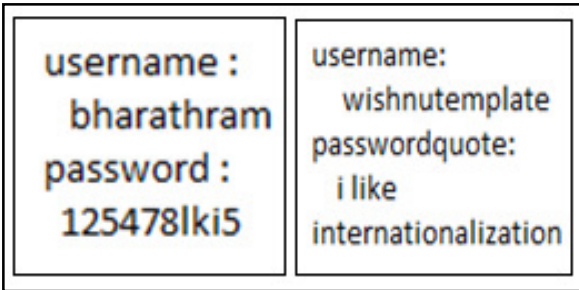 username :
bharathram
password :
125478lki5
username:
wishnutemplate
passwordquote:
i like
internationalization